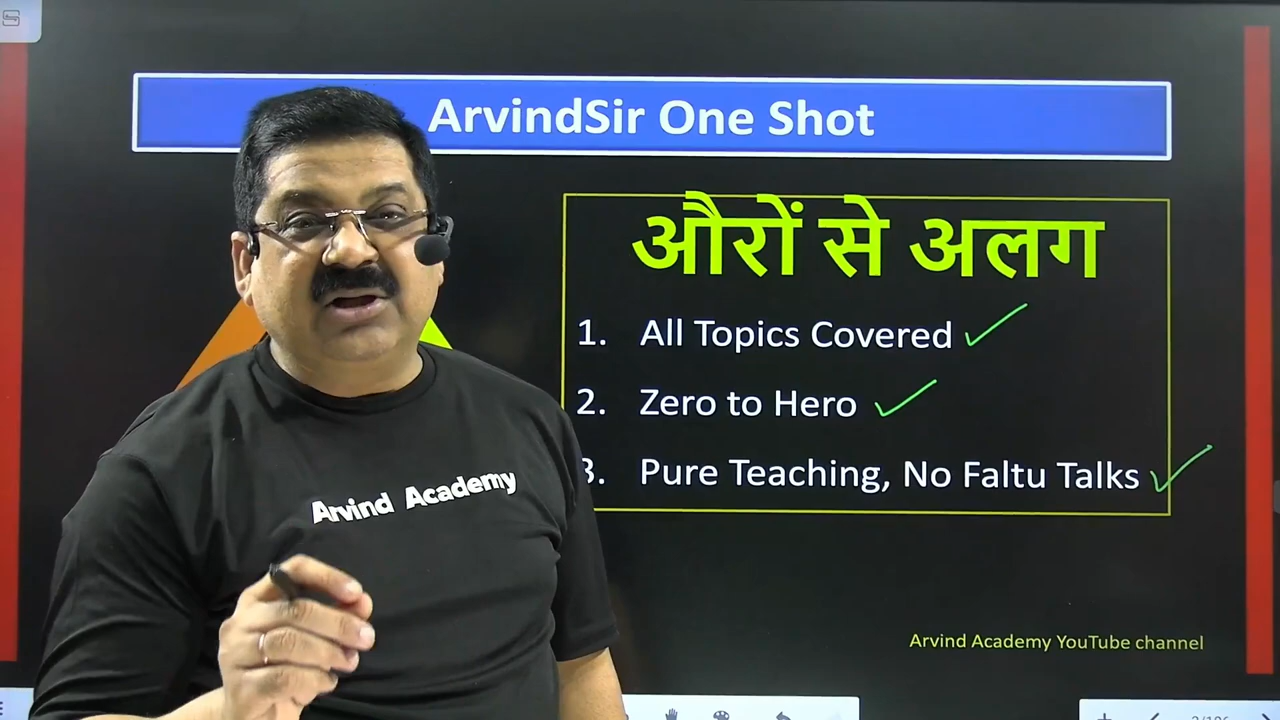 ArvindSir One Shot
औरों से अलग
1. All Topics Covered
2. Zero to Hero
3. Pure Teaching, No Faltu Talks
Arvind Academy
Arvind Academy YouTube channel